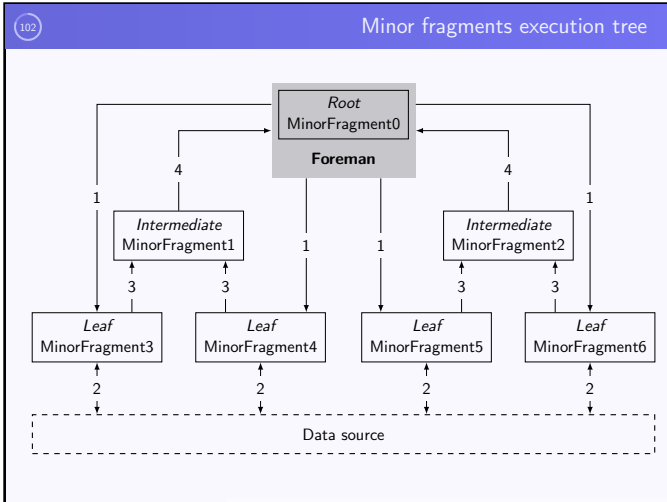 102
Minor fragments execution tree
Root
MinorFragment0
Foreman
4
4
1
1
Intermediate
MinorFragment1
Intermediate
MinorFragment2
1
1
3
3
3
3
Leaf
MinorFragment3
Leaf
MinorFragment4
Leaf
MinorFragment5
Leaf
MinorFragment6
2
2
2
2
Data source